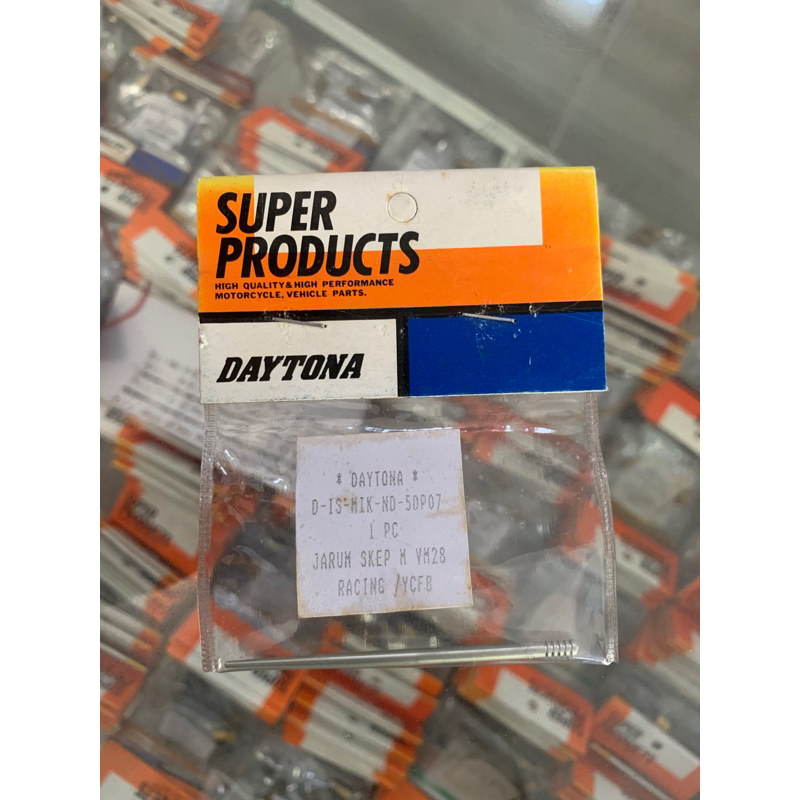 SUPER
PRODUCTS
HIGH QUALITY & HIGH PERFORMANCE
MOTORCYCLE, VEHICLE PARTS.
DAYTONA
* DAYTONA *
D-IS-MIK-ND-5DP07
1 PC
JARUM SKEP M VM28
RACING /YCF8